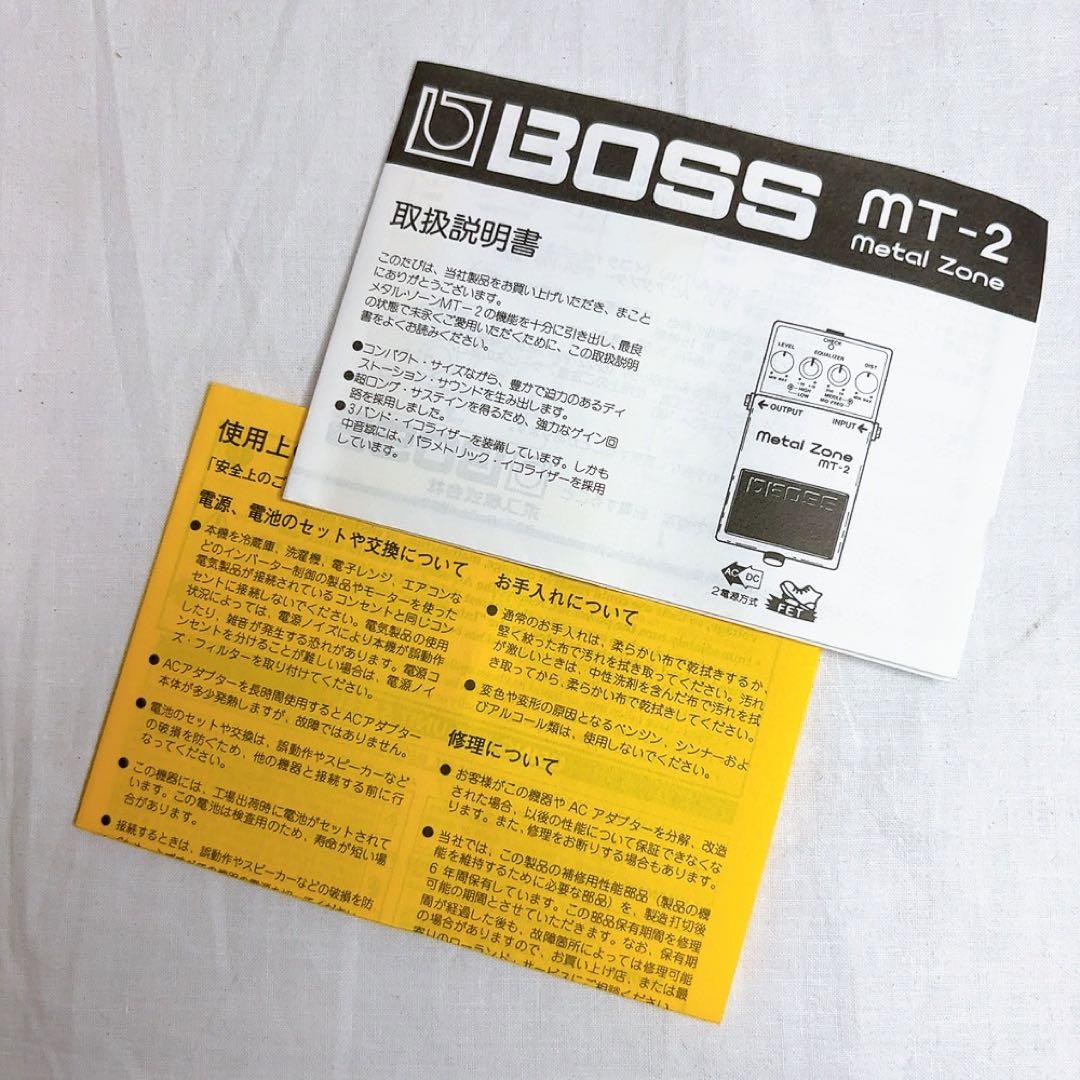 BOSS
MT-2
Metal Zone
取扱説明書
このたびは、当社製品をお買い上げいただき、まこと
にありがとうございます。
メタル・ゾーンMT-2の機能を十分に引き出し、最良
の状態で末永くご愛用いただくために、この取扱説明
書をよくお読みください。
●コンパクト・サイズながら、豊かで迫力のあるディ
ストーション・サウンドを生み出します。
●超ロング・サステインを得るため、強力なゲイン回
路を採用しました。
●3バンド・イコライザーを装備しています。しかも
中音域には、パラメトリック・イコライザーを採用
しています。
CHECK
LEVEL
EQUALIZER
DIST
HIGH
LOW
MIDDLE
MID FREQ
OUTPUT
INPUT
Metal Zone
MT-2
BOSS
AC DC
2電源方式
FET
使用上
「安全上のご
電源、電池のセットや交換について
●本機を冷蔵庫、洗濯機、電子レンジ、エアコンな
どのインバーター制御の製品やモーターを使った
電気製品が接続されているコンセントと同じコン
セントに接続しないでください。電気製品の使用
状況によっては、電源ノイズにより本機が誤動作
したり、雑音が発生する恐れがあります。電源コ
ンセントを分けることが難しい場合は、電源ノイ
ズ・フィルターを取り付けてください。
●ACアダプターを長時間使用するとACアダプター
本体が多少発熱しますが、故障ではありません。
●電池のセットや交換は、誤動作やスピーカーなど
の破損を防ぐため、他の機器と接続する前に行
なってください。
●この機器には、工場出荷時に電池がセットされて
います。この電池は検査用のため、寿命が短い場
合があります。
●接続するときは、誤動作やスピーカーなどの破損を防
お手入れについて
●通常のお手入れは、柔らかい布で乾拭きするか、
堅く絞った布で汚れを拭き取ってください。汚れ
が激しいときは、中性洗剤を含んだ布で汚れを拭
き取ってから、柔らかい布で乾拭きしてください。
●変色や変形の原因となるベンジン、シンナーおよ
びアルコール類は、使用しないでください。
修理について
●お客様がこの機器や AC アダプターを分解、改造
された場合、以後の性能について保証できなくな
ります。また、修理をお断りする場合もあります。
●当社では、この製品の補修用性能部品（製品の機
能を維持するために必要な部品）を、製造打切後
6 年間保有しています。この部品保有期間を修理
可能の期間とさせていただきます。なお、保有期
間が経過した後も、故障箇所によっては修理可能
の場合がありますので、お買い上げ店、または最
寄りのローランド・サービスにご相談ください。